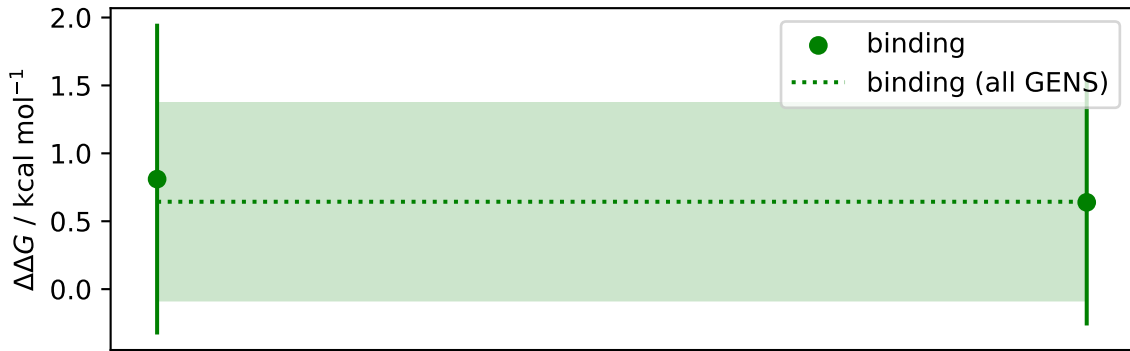 2.0
1.5
1.0
0.5
0.0
ΔΔG / kcal mol⁻¹
binding
binding (all GENS)